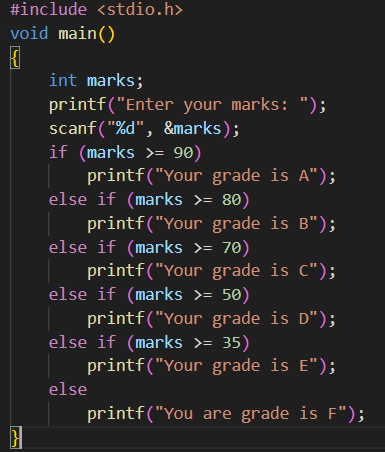 #include <stdio.h>
void main()
{
    int marks;
    printf("Enter your marks: ");
    scanf("%d", &marks);
    if (marks >= 90)
        printf("Your grade is A");
    else if (marks >= 80)
        printf("Your grade is B");
    else if (marks >= 70)
        printf("Your grade is C");
    else if (marks >= 50)
        printf("Your grade is D");
    else if (marks >= 35)
        printf("Your grade is E");
    else
        printf("You are grade is F");
}